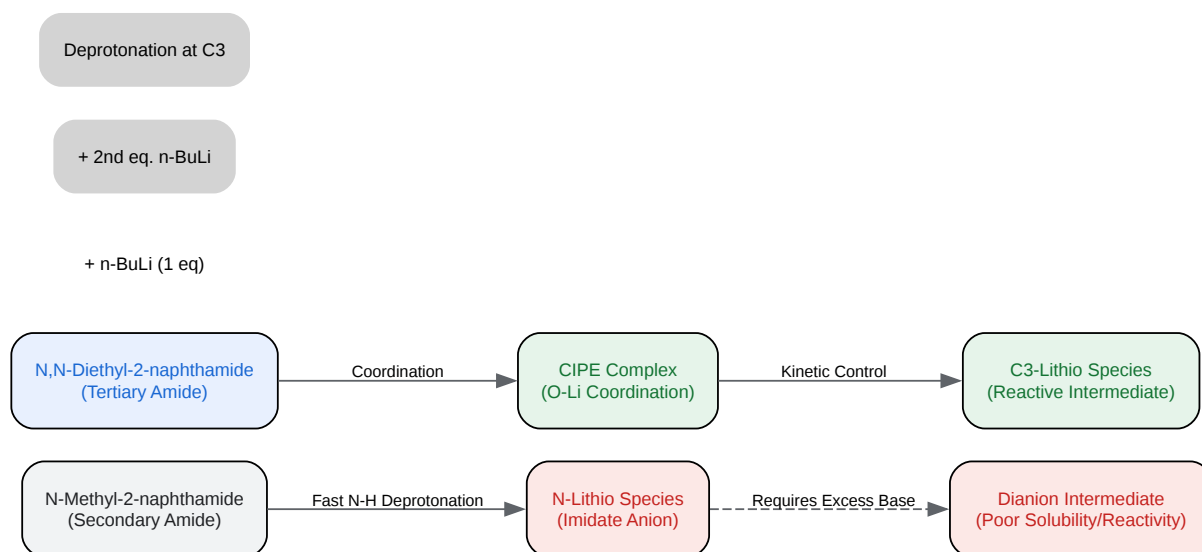 Deprotonation at C3
+ 2nd eq. n-BuLi
+ n-BuLi (1 eq)
N,N-Diethyl-2-naphthamide
(Tertiary Amide)
Coordination
CIPE Complex
(O-Li Coordination)
Kinetic Control
C3-Lithio Species
(Reactive Intermediate)
N-Methyl-2-naphthamide
(Secondary Amide)
Fast N-H Deprotonation
N-Lithio Species
(Imidate Anion)
Requires Excess Base
Dianion Intermediate
(Poor Solubility/Reactivity)